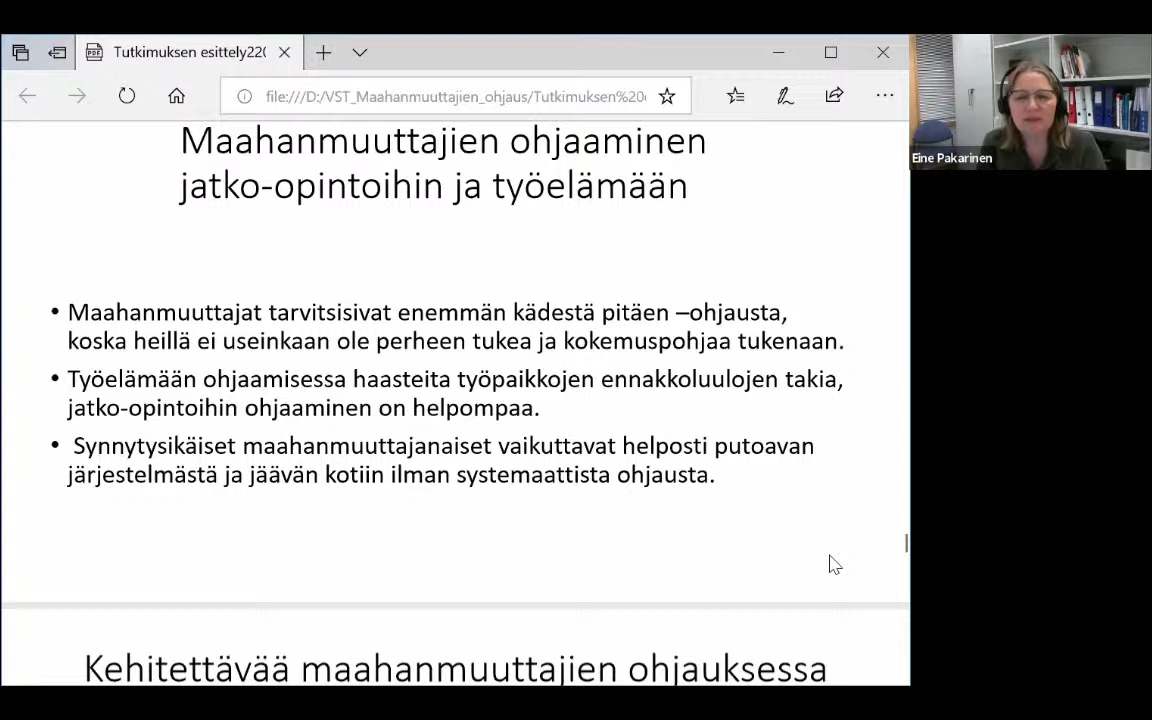 Tutkimuksen esittely220
file:///D:/VST_Maahanmuuttajien_ohjaus/Tutkimuksen%20
Eine Pakarinen
Maahanmuuttajien ohjaaminen
jatko-opintoihin ja työelämään
• Maahanmuuttajat tarvitsisivat enemmän kädestä pitäen –ohjausta,
koska heillä ei useinkaan ole perheen tukea ja kokemuspohjaa tukenaan.
• Työelämään ohjaamisessa haasteita työpaikkojen ennakkoluulojen takia,
jatko-opintoihin ohjaaminen on helpompaa.
• Synnytysikäiset maahanmuuttajanaiset vaikuttavat helposti putoavan
järjestelmästä ja jäävän kotiin ilman systemaattista ohjausta.
Kehitettävää maahanmuuttajien ohjauksessa